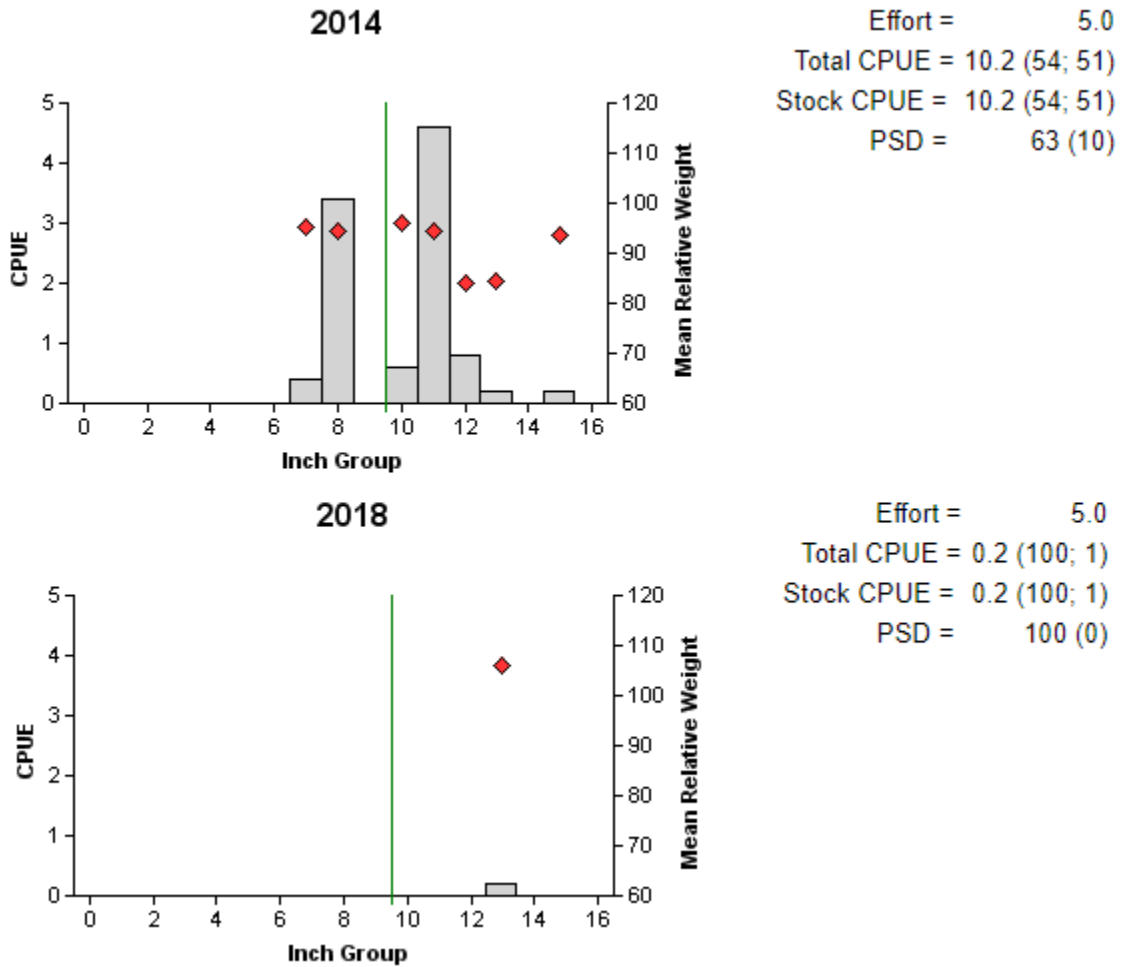 2014
Effort = 5.0
Total CPUE = 10.2 (54; 51)
Stock CPUE = 10.2 (54; 51)
PSD = 63 (10)
5
4
3
2
1
0
CPUE
120
110
100
90
80
70
60
Mean Relative Weight
0 2 4 6 8 10 12 14 16
Inch Group
2018
Effort = 5.0
Total CPUE = 0.2 (100; 1)
Stock CPUE = 0.2 (100; 1)
PSD = 100 (0)
5
4
3
2
1
0
CPUE
120
110
100
90
80
70
60
Mean Relative Weight
0 2 4 6 8 10 12 14 16
Inch Group